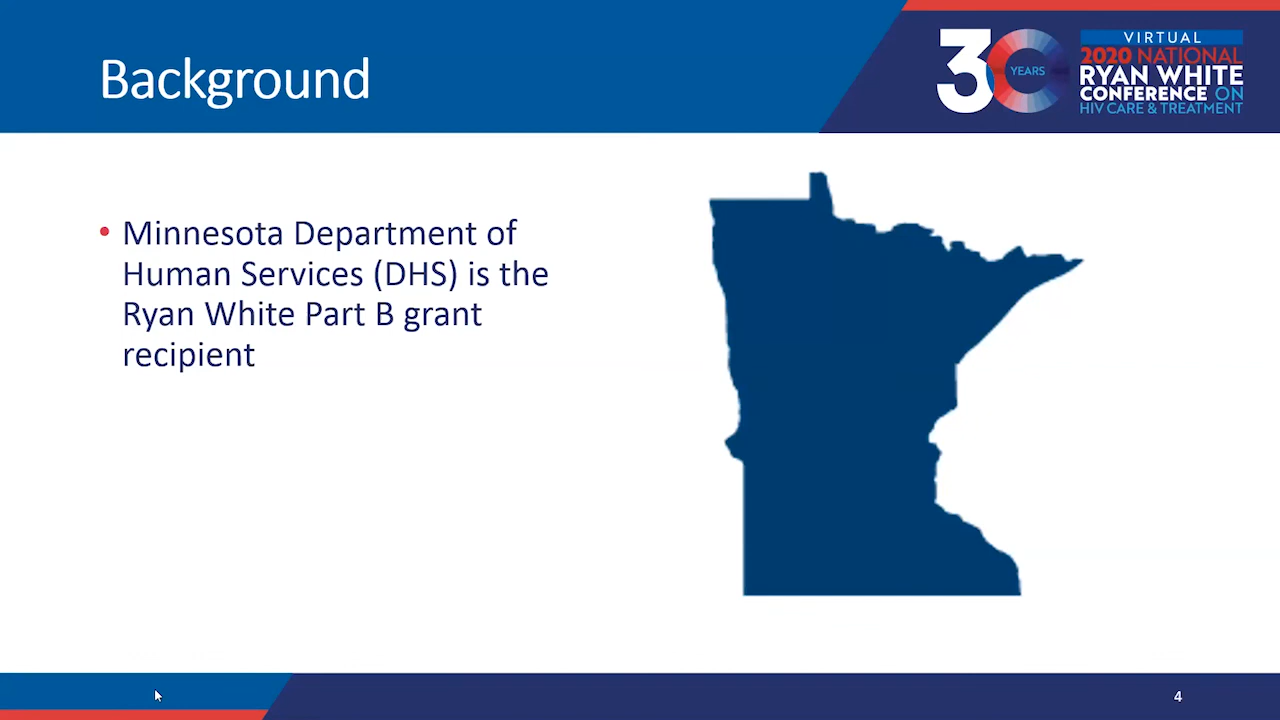 Background
30 YEARS
VIRTUAL
2020 NATIONAL
RYAN WHITE
CONFERENCE ON
HIV CARE & TREATMENT
• Minnesota Department of
Human Services (DHS) is the
Ryan White Part B grant
recipient
4